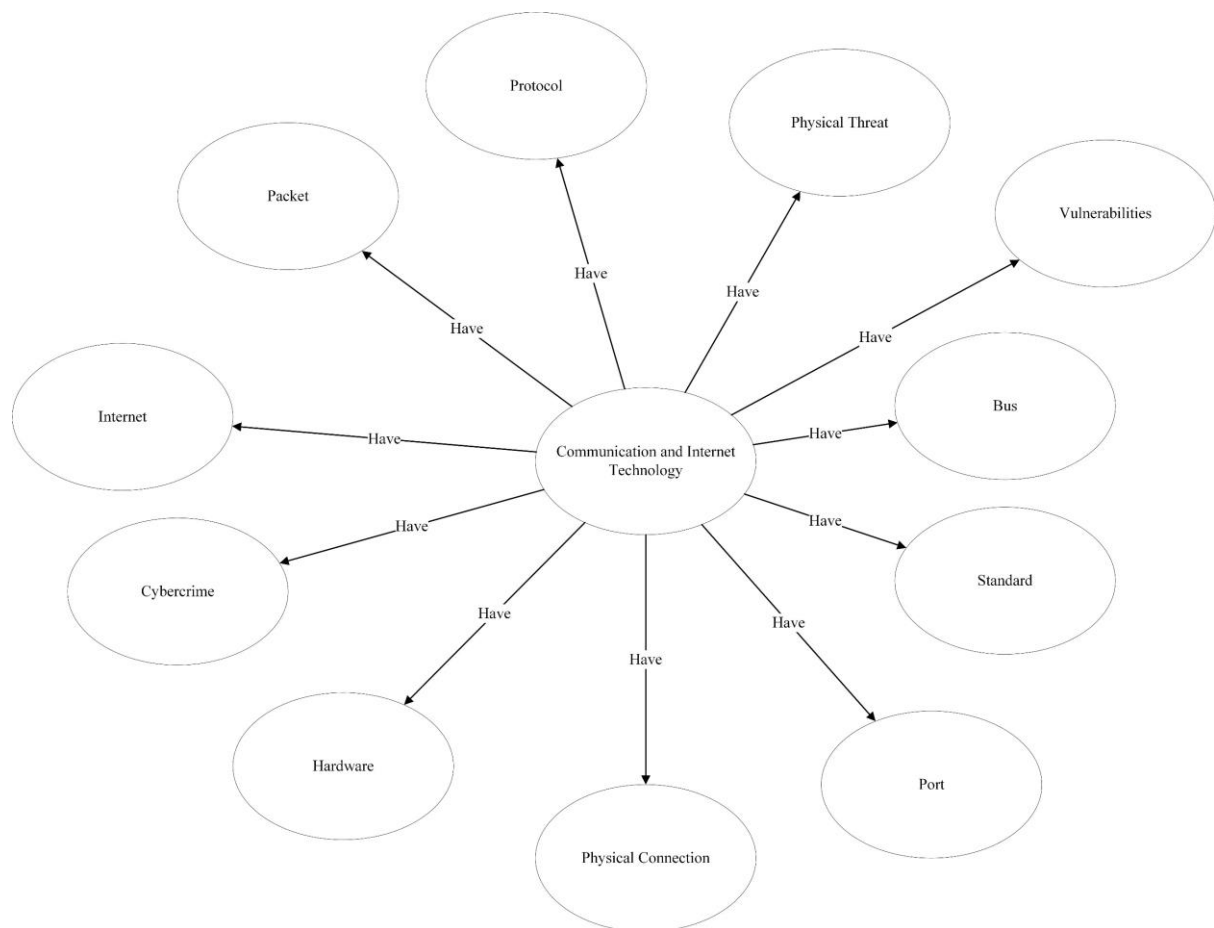 Protocol
Physical Threat
Packet
Vulnerabilities
Have
Have
Have
Have
Internet
Bus
Have
Have
Communication and Internet
Technology
Have
Have
Cybercrime
Standard
Have
Have
Have
Hardware
Port
Physical Connection